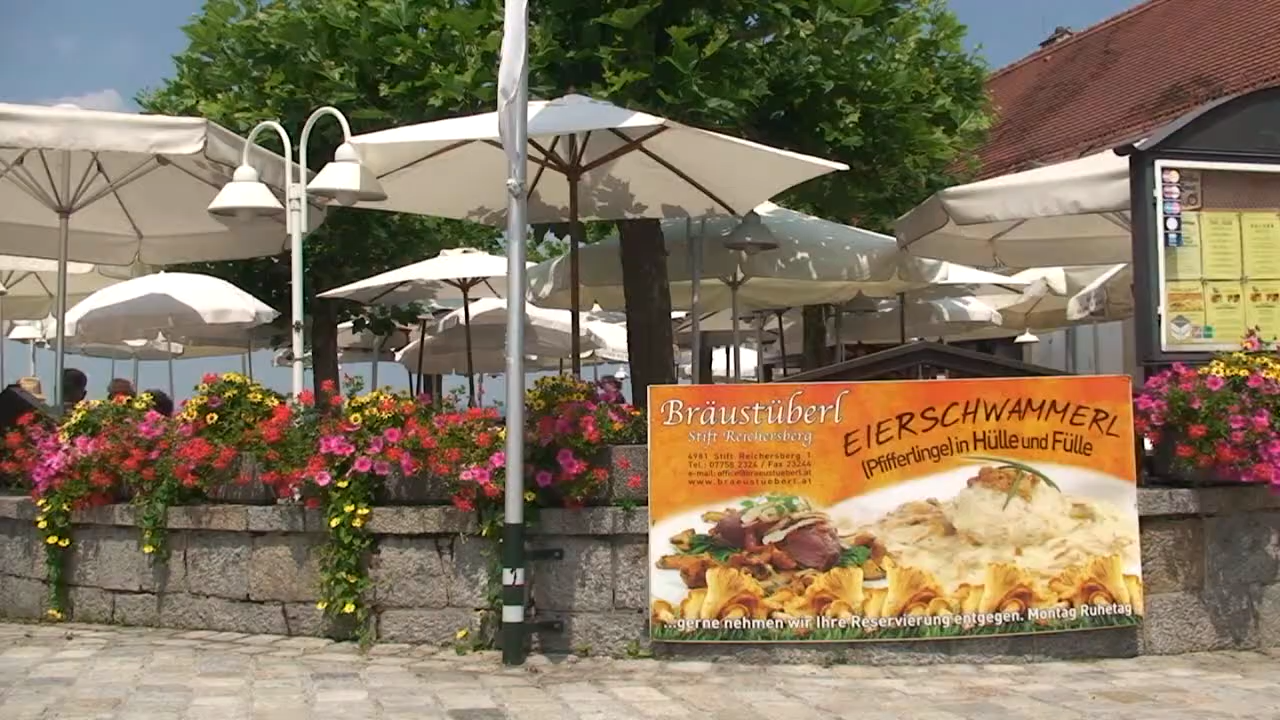 Bräustüberl
Stift Reichersberg
4981 Stift Reichersberg 1
Tel.: 07758 2324 / Fax 23244
e-mail: office@braeustueberl.at
www.braeustueberl.at
EIERSCHWAMMERL
(Pfifferlinge) in Hülle und Fülle
...gerne nehmen wir Ihre Reservierung entgegen. Montag Ruhetag